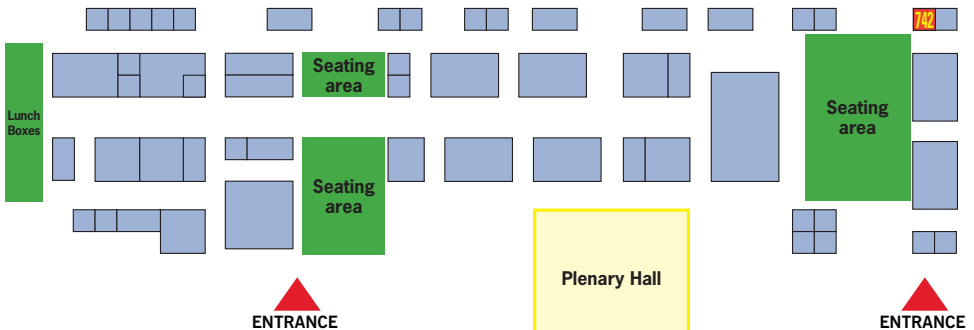 742
Seating
area
Lunch
Boxes
Seating
area
Seating
area
Plenary Hall
ENTRANCE
ENTRANCE